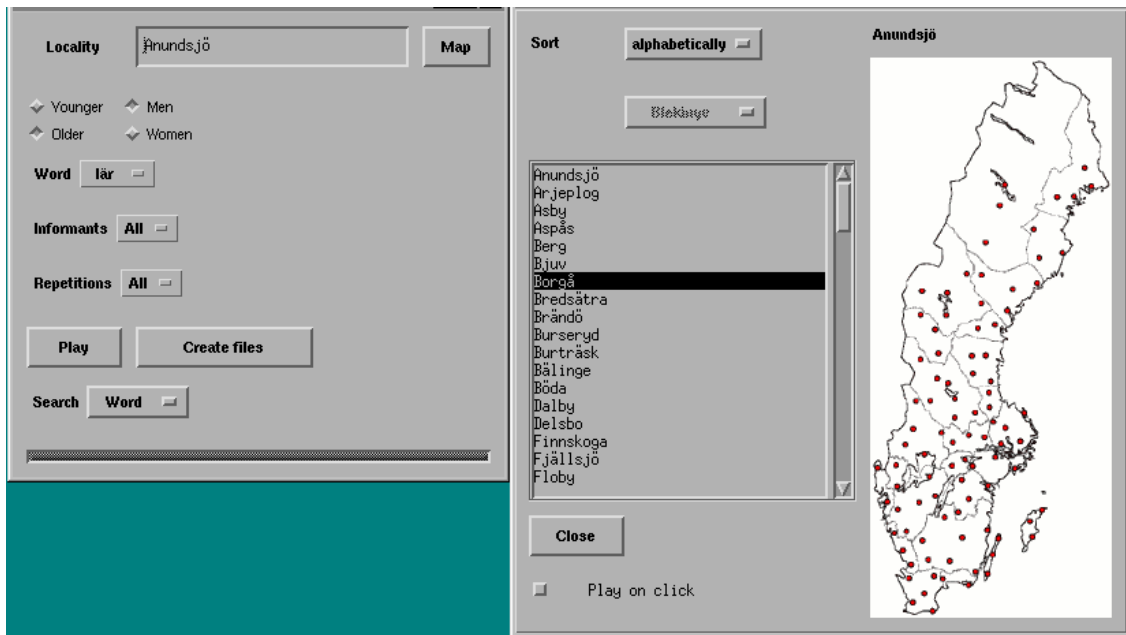 Locality Anundsjö Map
Younger Men
Older Women
Word lär
Informants All
Repetitions All
Play Create files
Search Word
Sort alphabetically
Blekinge
Anundsjö
Arjeplog
Asby
Aspås
Berg
Bjuv
Borgå
Bredsätra
Brändö
Burseryd
Burträsk
Bälinge
Böda
Dalby
Delsbo
Finnskoga
Fjällsjö
Floby
Close
Play on click
Anundsjö